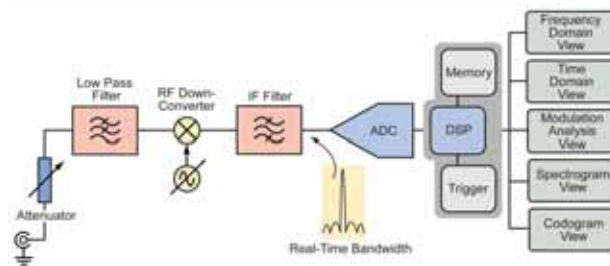 Low Pass
Filter
RF Down-
Converter
IF Filter
Attenuator
Real-Time Bandwidth
ADC
Memory
DSP
Trigger
Frequency
Domain
View
Time
Domain
View
Modulation
Analysis
View
Spectrogram
View
Codogram
View